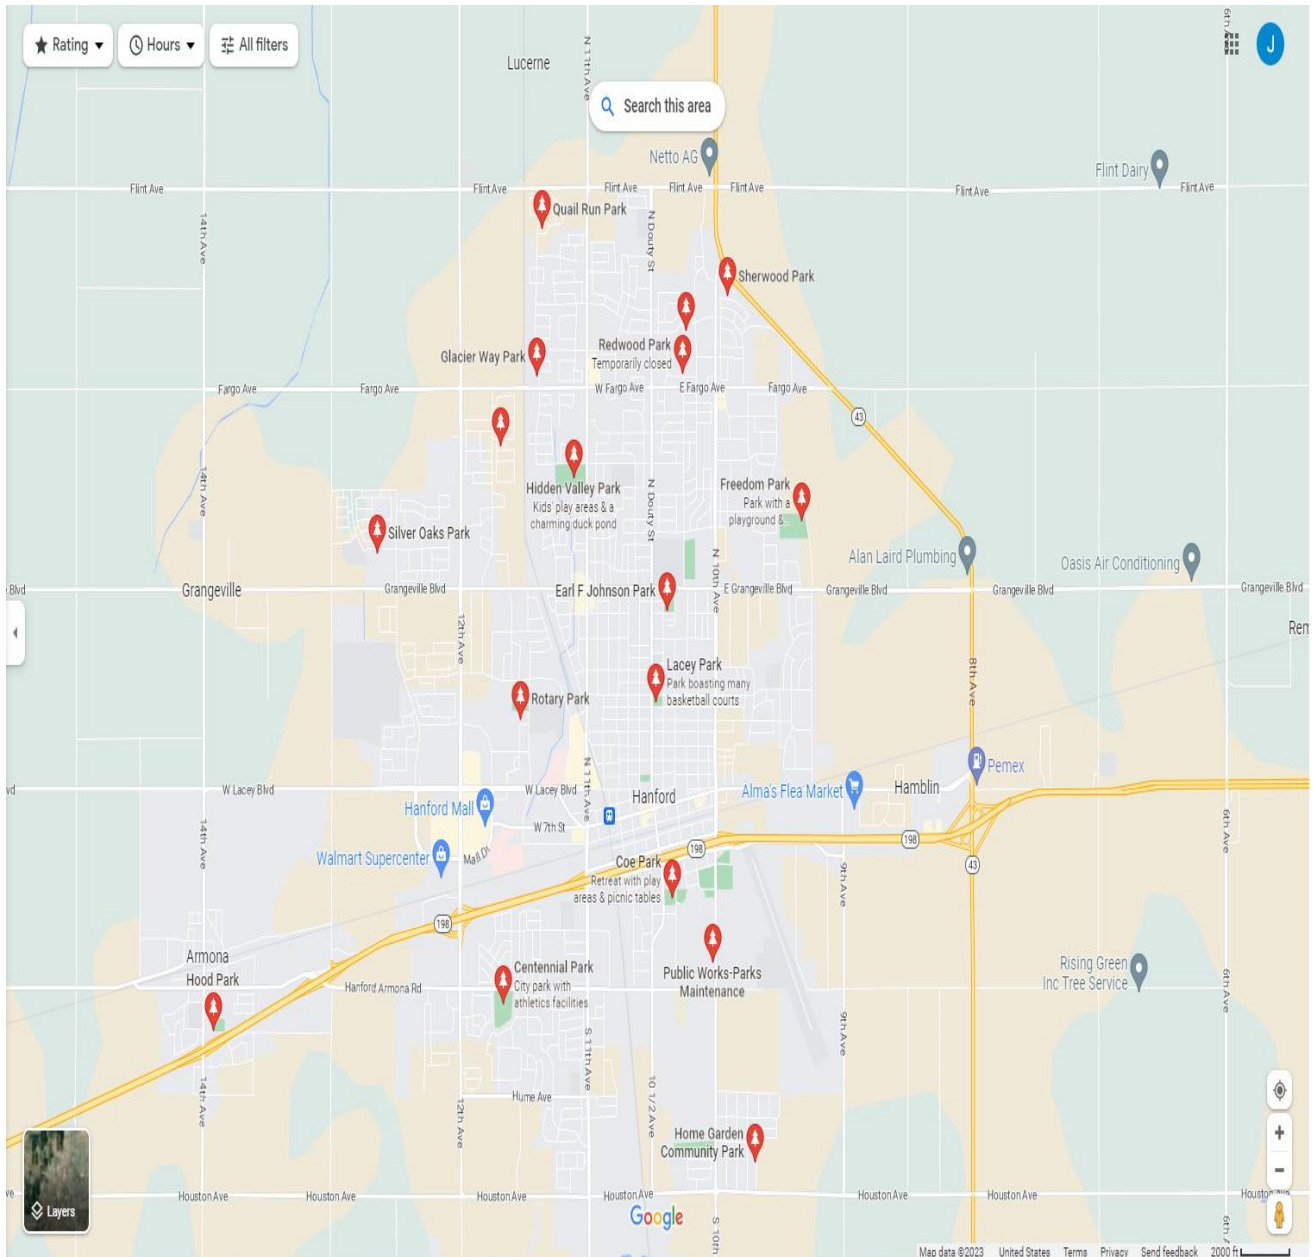 Rating
Hours
All filters
J
6th Ave
Lucerne
N 11th Ave
Search this area
Netto AG
Flint Dairy
Flint Ave
Flint Ave
Flint Ave
Flint Ave
Flint Ave
Flint Ave
Flint Ave
Quail Run Park
14th Ave
N Douty St
Sherwood Park
Redwood Park
Temporarily closed
Glacier Way Park
Fargo Ave
Fargo Ave
W Fargo Ave
E Fargo Ave
Fargo Ave
43
14th Ave
Hidden Valley Park
Kids' play areas & a
charming duck pond
N Douty St
Freedom Park
Park with a
playground &...
Silver Oaks Park
Alan Laird Plumbing
Oasis Air Conditioning
N 10th Ave
Blvd
Grangeville
Grangeville Blvd
Earl F Johnson Park
E Grangeville Blvd
Grangeville Blvd
Grangeville Blvd
Grangeville Blvd
Rem
12th Ave
8th Ave
Lacey Park
Park boasting many
basketball courts
Rotary Park
N 11th Ave
Pemex
vd
W Lacey Blvd
W Lacey Blvd
Hanford
Alma's Flea Market
Hamblin
Hanford Mall
W 7th St
14th Ave
6th Ave
Walmart Supercenter
Mall Dr
198
198
43
Coe Park
Retreat with play
areas & picnic tables
9th Ave
198
Armona
Hood Park
Hanford Armona Rd
Centennial Park
City park with
athletics facilities
Public Works-Parks
Maintenance
Rising Green
Inc Tree Service
6th Ave
9th Ave
S 11th Ave
14th Ave
12th Ave
Hume Ave
10 1/2 Ave
Home Garden
Community Park
Layers
ve
Houston Ave
Houston Ave
Houston Ave
Houston Ave
Houston Ave
Houston Ave
Google
S 10th
Map data ©2023 United States Terms Privacy Send feedback 2000 ft